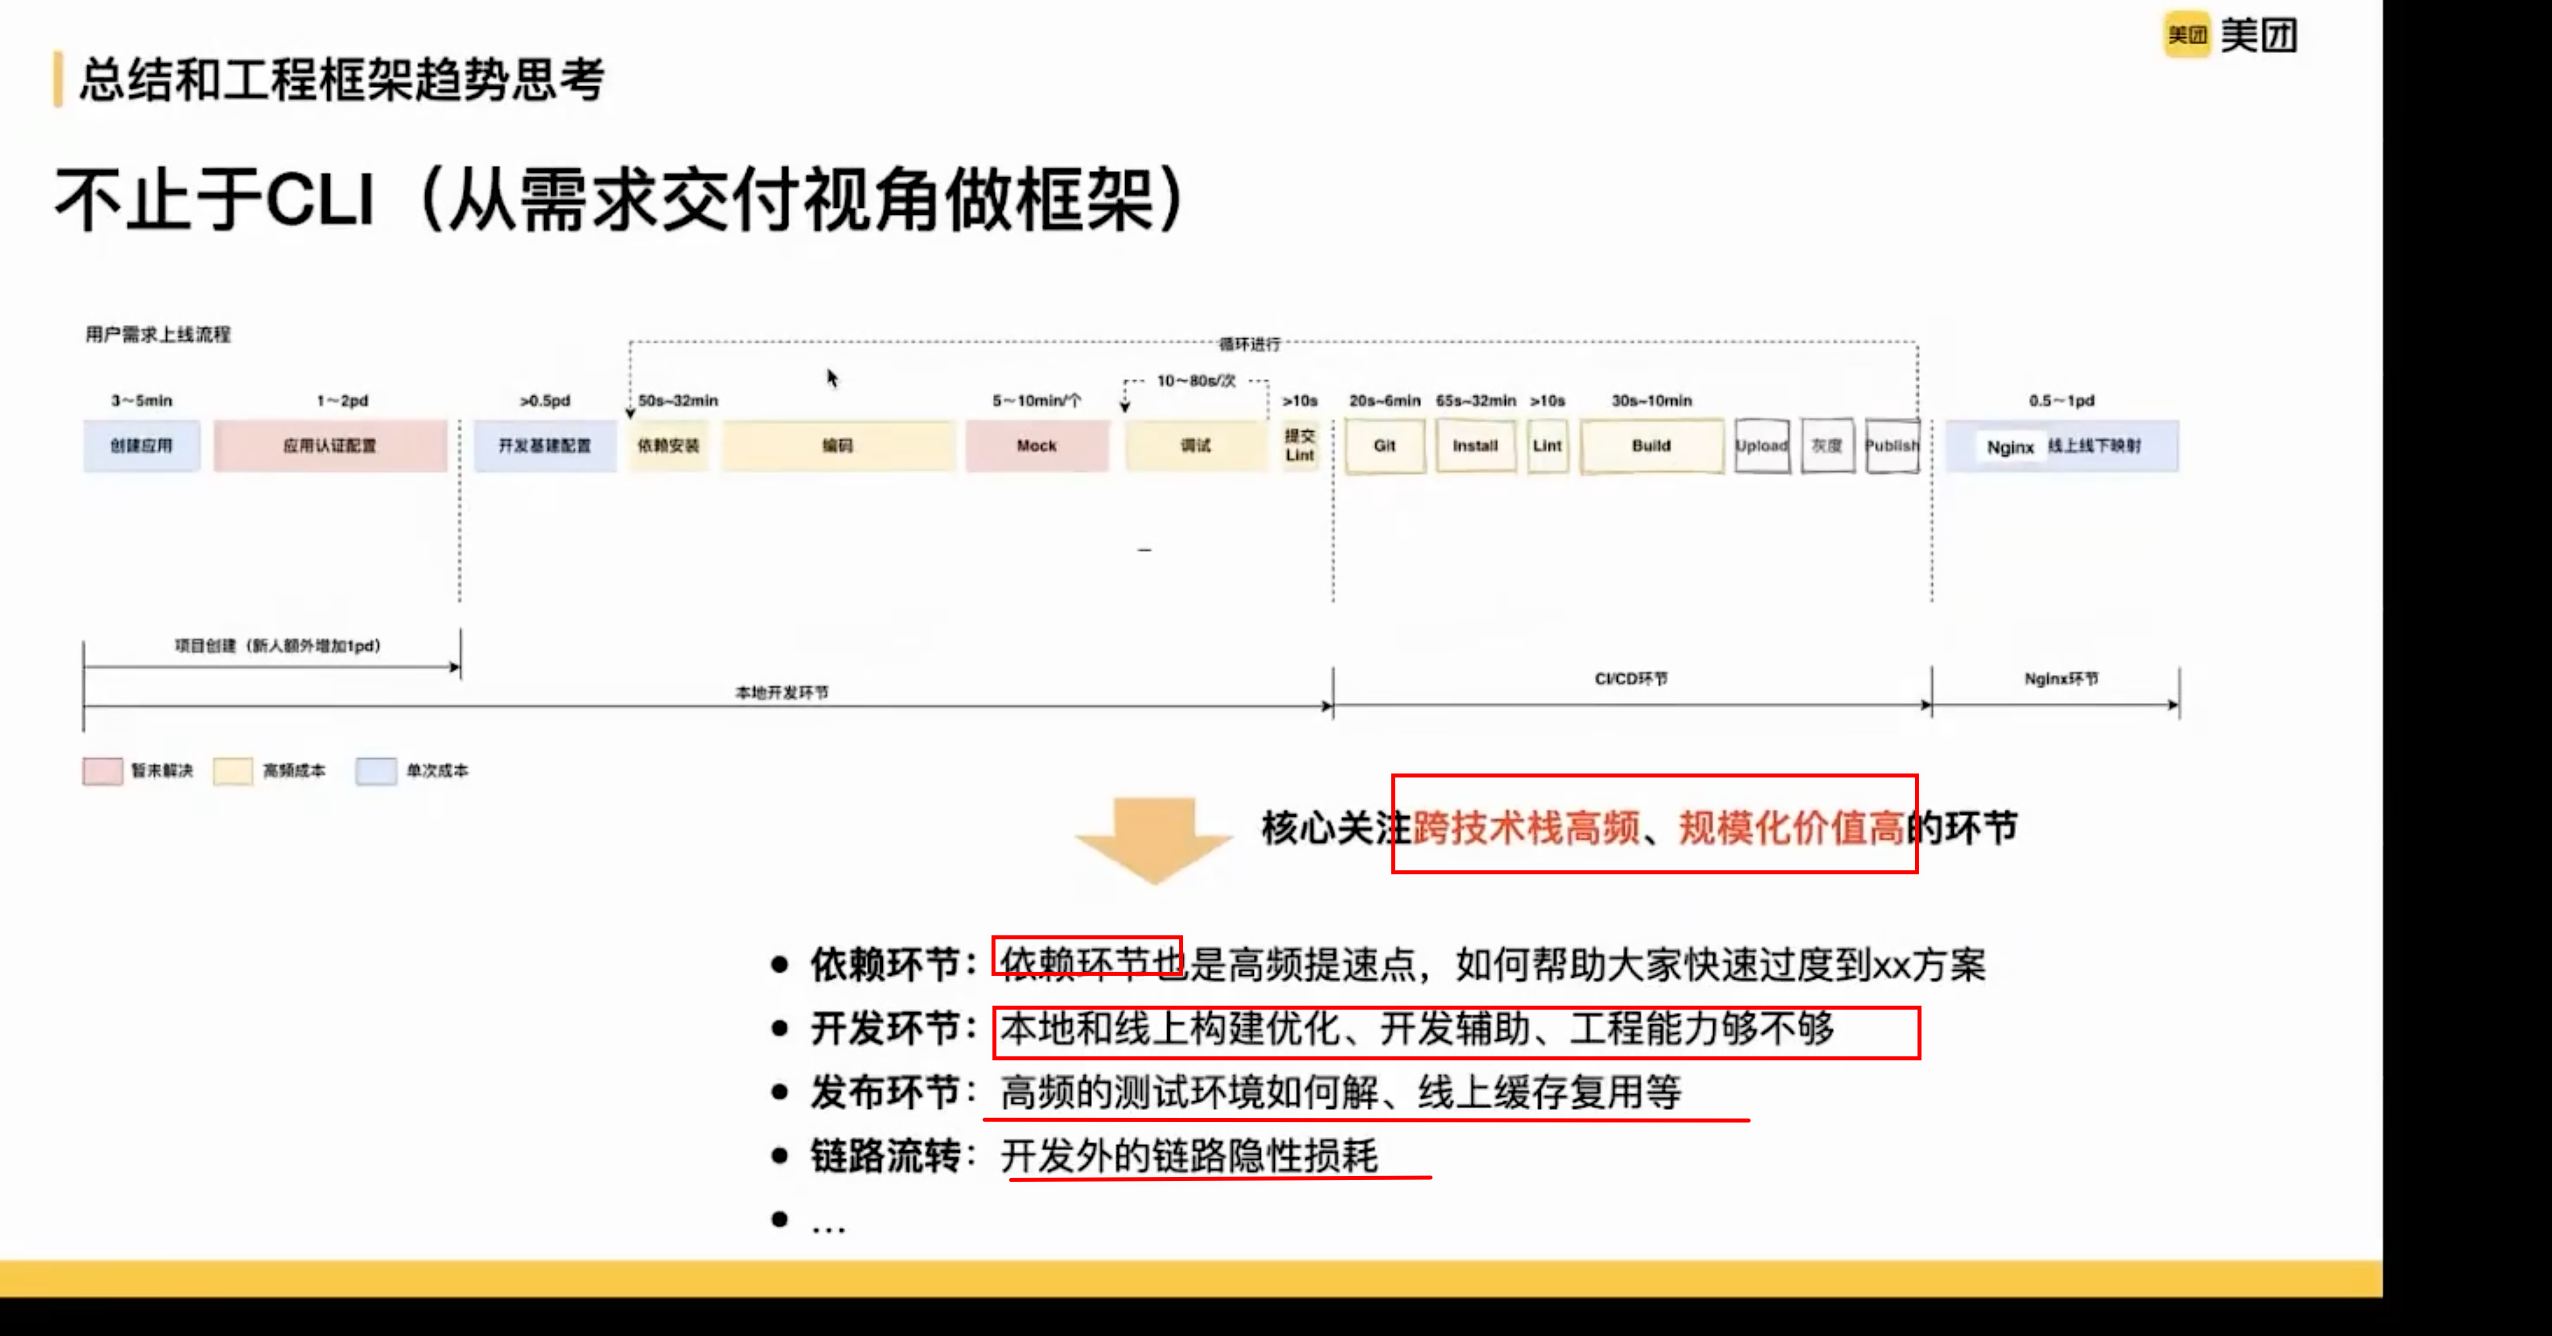 美团 美团
总结和工程框架趋势思考
不止于CLI（从需求交付视角做框架）
用户需求上线流程
循环进行
3～5min 1～2pd >0.5pd 50s~32min 5～10min/个 10～80s/次 >10s 20s~6min 65s~32min >10s 30s~10min 0.5～1pd
创建应用 应用认证配置 开发基建配置 依赖安装 编码 Mock 调试 提交 Lint Git Install Lint Build Upload 灰度 Publish Nginx 线上线下映射
项目创建（新人额外增加1pd）
本地开发环节 CI/CD环节 Nginx环节
暂未解决 高频成本 单次成本
核心关注跨技术栈高频、规模化价值高的环节
● 依赖环节：依赖环节也是高频提速点，如何帮助大家快速过度到xx方案
● 开发环节：本地和线上构建优化、开发辅助、工程能力够不够
● 发布环节：高频的测试环境如何解、线上缓存复用等
● 链路流转：开发外的链路隐性损耗
● ...